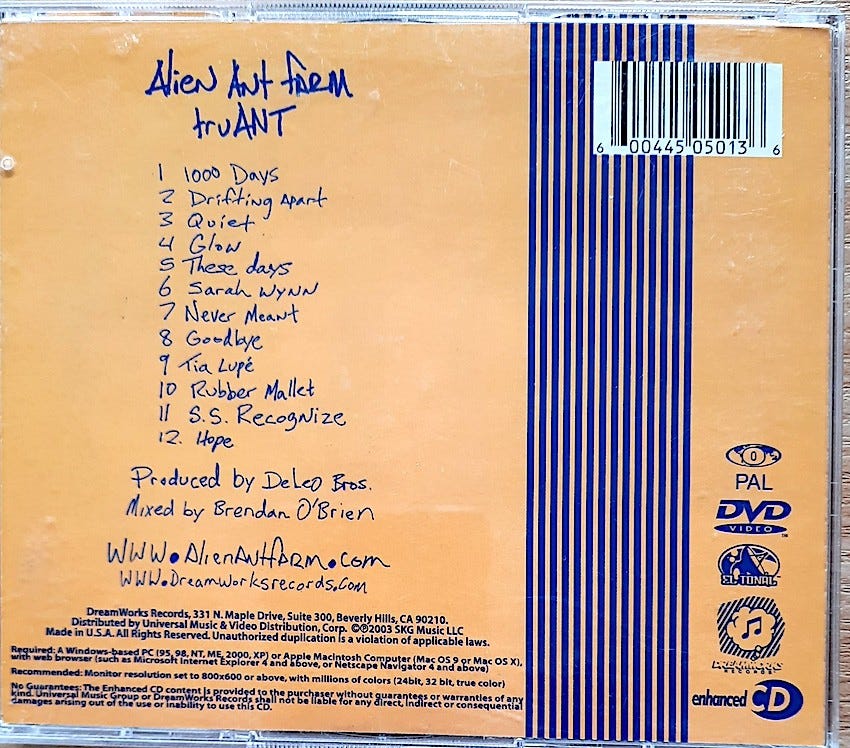 Alien Ant Farm
truANT
1 1000 Days
2 Drifting Apart
3 Quiet
4 Glow
5 These days
6 Sarah Wynn
7 Never Meant
8 Goodbye
9 Tia Lupé
10 Rubber Mallet
11 S.S. Recognize
12. Hope
Produced by DeLeo Bros.
Mixed by Brendan O'Brien
WWW.AlienAntFarm.com
WWW.DreamWorksrecords.com
DreamWorks Records, 331 N. Maple Drive, Suite 300, Beverly Hills, CA 90210.
Distributed by Universal Music & Video Distribution, Corp. ©℗2003 SKG Music LLC
Made in U.S.A. All Rights Reserved. Unauthorized duplication is a violation of applicable laws.
Required: A Windows-based PC (95, 98, NT, ME, 2000, XP) or Apple Macintosh Computer (Mac OS 9 or Mac OS X),
with web browser (such as Microsoft Internet Explorer 4 and above, or Netscape Navigator 4 and above)
Recommended: Monitor resolution set to 800x600 or above, with millions of colors (24bit, 32 bit, true color)
No Guarantees: The Enhanced CD content is provided to the purchaser without guarantees or warranties of any
kind. Universal Music Group or DreamWorks Records shall not be liable for any direct, indirect or consequential
damages arising out of the use or inability to use this CD.
6 00445 05013 6
PAL
DVD
VIDEO
EL TONAL
DREAMWORKS
RECORDS
enhanced CD